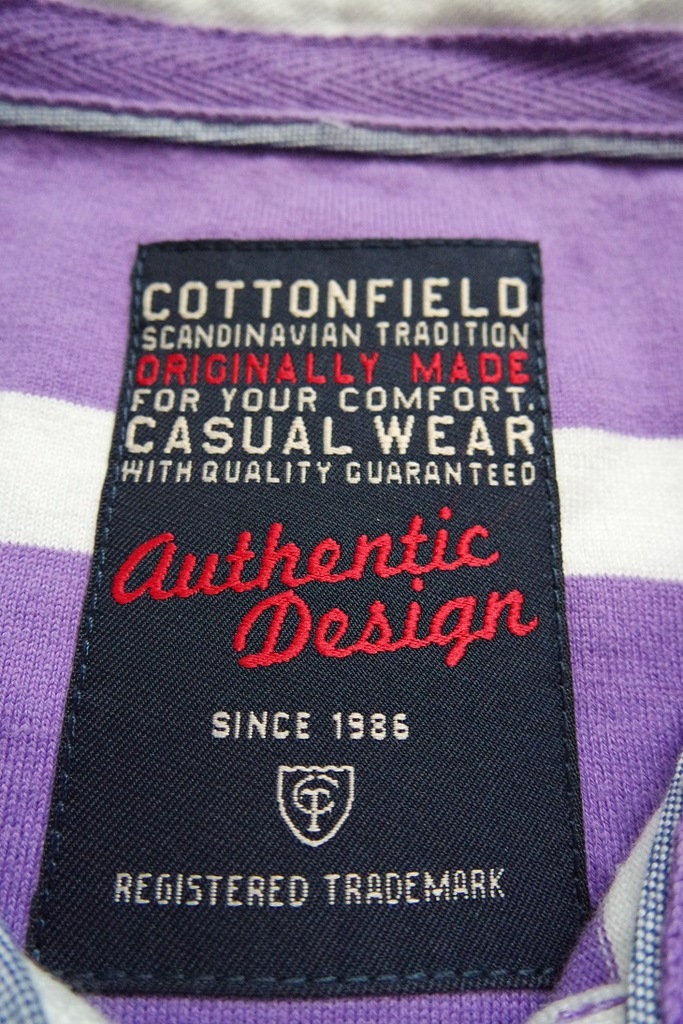 COTTONFIELD
SCANDINAVIAN TRADITION
ORIGINALLY MADE
FOR YOUR COMFORT.
CASUAL WEAR
WITH QUALITY GUARANTEED
Authentic
Design
SINCE 1986
REGISTERED TRADEMARK